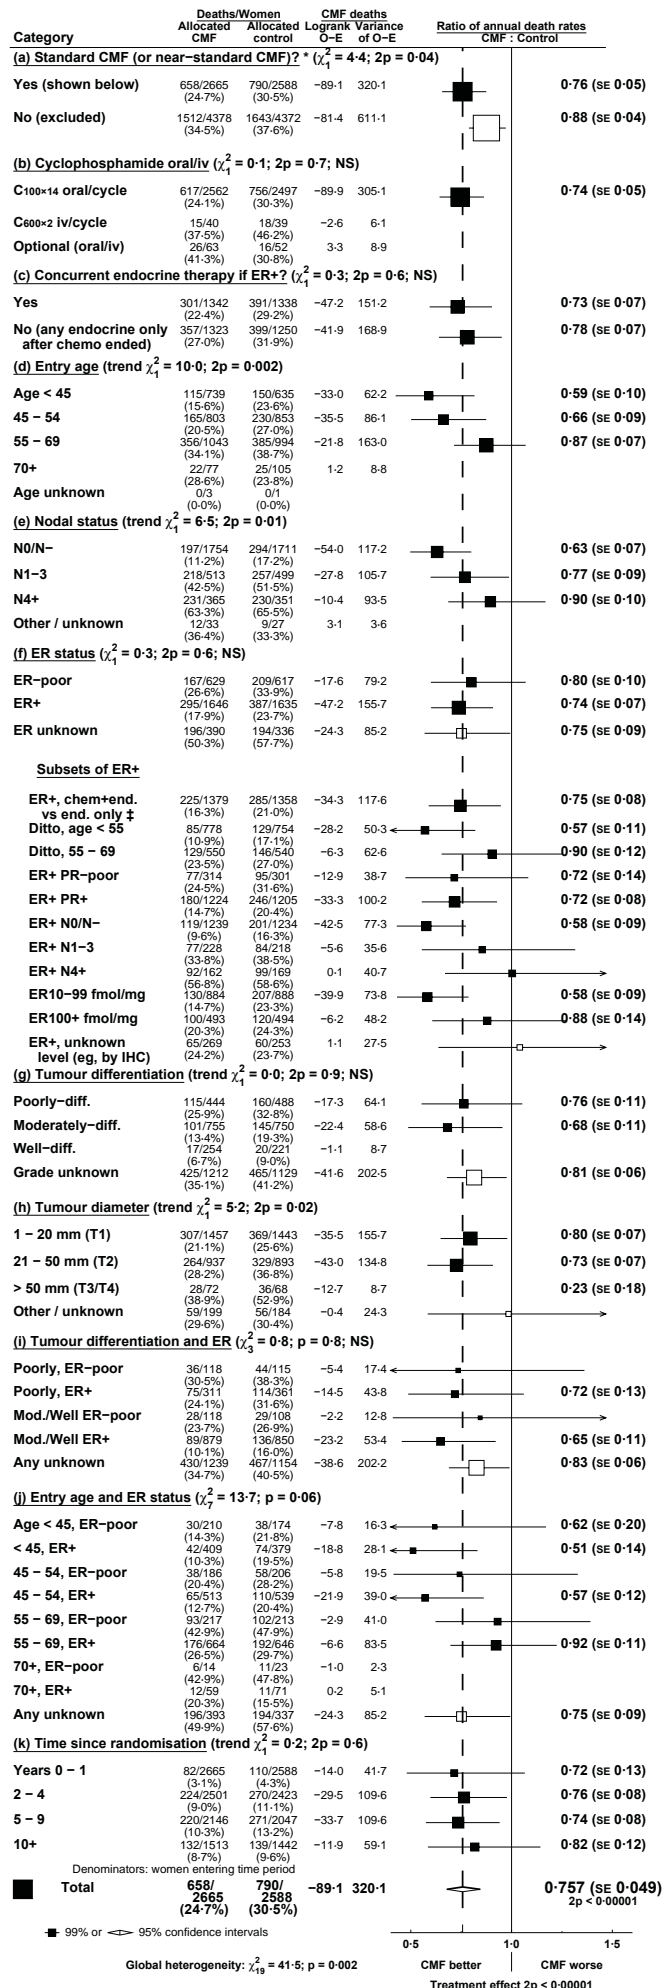 Deaths/Women CMF deaths
Allocated Allocated Logrank Variance Ratio of annual death rates
Category CMF control O−E of O−E CMF : Control
(a) Standard CMF (or near−standard CMF)? * (χ²₁ = 4·4; 2p = 0·04)
Yes (shown below) 658/2665 790/2588 −89·1 320·1 0·76 (SE 0·05)
(24·7%) (30·5%)
No (excluded) 1512/4378 1643/4372 −81·4 611·1 0·88 (SE 0·04)
(34·5%) (37·6%)
(b) Cyclophosphamide oral/iv (χ²₁ = 0·1; 2p = 0·7; NS)
C100×14 oral/cycle 617/2562 756/2497 −89·9 305·1 0·74 (SE 0·05)
(24·1%) (30·3%)
C600×2 iv/cycle 15/40 18/39 −2·6 6·1
(37·5%) (46·2%)
Optional (oral/iv) 26/63 16/52 3·3 8·9
(41·3%) (30·8%)
(c) Concurrent endocrine therapy if ER+? (χ²₁ = 0·3; 2p = 0·6; NS)
Yes 301/1342 391/1338 −47·2 151·2 0·73 (SE 0·07)
(22·4%) (29·2%)
No (any endocrine only 357/1323 399/1250 −41·9 168·9 0·78 (SE 0·07)
after chemo ended) (27·0%) (31·9%)
(d) Entry age (trend χ²₁ = 10·0; 2p = 0·002)
Age < 45 115/739 150/635 −33·0 62·2 0·59 (SE 0·10)
(15·6%) (23·6%)
45 − 54 165/803 230/853 −35·5 86·1 0·66 (SE 0·09)
(20·5%) (27·0%)
55 − 69 356/1043 385/994 −21·8 163·0 0·87 (SE 0·07)
(34·1%) (38·7%)
70+ 22/77 25/105 1·2 8·8
(28·6%) (23·8%)
Age unknown 0/3 0/1
(0·0%) (0·0%)
(e) Nodal status (trend χ²₁ = 6·5; 2p = 0·01)
N0/N− 197/1754 294/1711 −54·0 117·2 0·63 (SE 0·07)
(11·2%) (17·2%)
N1−3 218/513 257/499 −27·8 105·7 0·77 (SE 0·09)
(42·5%) (51·5%)
N4+ 231/365 230/351 −10·4 93·5 0·90 (SE 0·10)
(63·3%) (65·5%)
Other / unknown 12/33 9/27 3·1 3·6
(36·4%) (33·3%)
(f) ER status (χ²₁ = 0·3; 2p = 0·6, NS)
ER−poor 167/629 209/617 −17·6 79·2 0·80 (SE 0·10)
(26·6%) (33·9%)
ER+ 295/1646 387/1635 −47·2 155·7 0·74 (SE 0·07)
(17·9%) (23·7%)
ER unknown 196/390 194/336 −24·3 85·2 0·75 (SE 0·09)
(50·3%) (57·7%)
Subsets of ER+
ER+, chem+end. 225/1379 285/1358 −34·3 117·6 0·75 (SE 0·08)
vs end. only ‡ (16·3%) (21·0%)
Ditto, age < 55 85/778 129/754 −28·2 50·3 0·57 (SE 0·11)
(10·9%) (17·1%)
Ditto, 55 − 69 129/550 146/540 −6·3 62·6 0·90 (SE 0·12)
(23·5%) (27·0%)
ER+ PR−poor 77/314 95/301 −12·9 38·7 0·72 (SE 0·14)
(24·5%) (31·6%)
ER+ PR+ 180/1224 246/1205 −33·3 100·2 0·72 (SE 0·08)
(14·7%) (20·4%)
ER+ N0/N− 119/1239 201/1234 −42·5 77·3 0·58 (SE 0·09)
(9·6%) (16·3%)
ER+ N1−3 77/228 84/218 −5·6 35·6
(33·8%) (38·5%)
ER+ N4+ 92/162 99/169 0·1 40·7
(56·8%) (58·6%)
ER10−99 fmol/mg 130/884 207/888 −39·9 73·8 0·58 (SE 0·09)
(14·7%) (23·3%)
ER100+ fmol/mg 100/493 120/494 −6·2 48·2 0·88 (SE 0·14)
(20·3%) (24·3%)
ER+, unknown 65/269 60/253 1·1 27·5
level (eg, by IHC) (24·2%) (23·7%)
(g) Tumour differentiation (trend χ²₁ = 0·0; 2p = 0·9; NS)
Poorly−diff. 115/444 160/488 −17·3 64·1 0·76 (SE 0·11)
(25·9%) (32·8%)
Moderately−diff. 101/755 145/750 −22·4 58·6 0·68 (SE 0·11)
(13·4%) (19·3%)
Well−diff. 17/254 20/221 −1·1 8·7
(6·7%) (9·0%)
Grade unknown 425/1212 465/1129 −41·6 202·5 0·81 (SE 0·06)
(35·1%) (41·2%)
(h) Tumour diameter (trend χ²₁ = 5·2; 2p = 0·02)
1 − 20 mm (T1) 307/1457 369/1443 −35·5 155·7 0·80 (SE 0·07)
(21·1%) (25·6%)
21 − 50 mm (T2) 264/937 329/893 −43·0 134·8 0·73 (SE 0·07)
(28·2%) (36·8%)
> 50 mm (T3/T4) 28/72 36/68 −12·7 8·7 0·23 (SE 0·18)
(38·9%) (52·9%)
Other / unknown 59/199 56/184 −0·4 24·3
(29·6%) (30·4%)
(i) Tumour differentiation and ER (χ²₃ = 0·8; p = 0·8; NS)
Poorly, ER−poor 36/118 44/115 −5·4 17·4
(30·5%) (38·3%)
Poorly, ER+ 75/311 114/361 −14·5 43·8 0·72 (SE 0·13)
(24·1%) (31·6%)
Mod./Well ER−poor 28/118 29/108 −2·2 12·8
(23·7%) (26·9%)
Mod./Well ER+ 89/879 136/850 −23·2 53·4 0·65 (SE 0·11)
(10·1%) (16·0%)
Any unknown 430/1239 467/1154 −38·6 202·2 0·83 (SE 0·06)
(34·7%) (40·5%)
(j) Entry age and ER status (χ²₇ = 13·7; p = 0·06)
Age < 45, ER−poor 30/210 38/174 −7·8 16·3 0·62 (SE 0·20)
(14·3%) (21·8%)
< 45, ER+ 42/409 74/379 −18·8 28·1 0·51 (SE 0·14)
(10·3%) (19·5%)
45 − 54, ER−poor 38/186 58/206 −5·8 19·5
(20·4%) (28·2%)
45 − 54, ER+ 65/513 110/539 −21·9 39·0 0·57 (SE 0·12)
(12·7%) (20·4%)
55 − 69, ER−poor 93/217 102/213 −2·9 41·0
(42·9%) (47·9%)
55 − 69, ER+ 176/664 192/646 −6·6 83·5 0·92 (SE 0·11)
(26·5%) (29·7%)
70+, ER−poor 6/14 11/23 −1·0 2·3
(42·9%) (47·8%)
70+, ER+ 12/59 11/71 0·2 5·1
(20·3%) (15·5%)
Any unknown 196/393 194/337 −24·3 85·2 0·75 (SE 0·09)
(49·9%) (57·6%)
(k) Time since randomisation (trend χ²₁ = 0·2; 2p = 0·6)
Years 0 − 1 82/2665 110/2588 −14·0 41·7 0·72 (SE 0·13)
(3·1%) (4·3%)
2 − 4 224/2501 270/2423 −29·5 109·6 0·76 (SE 0·08)
(9·0%) (11·1%)
5 − 9 220/2146 271/2047 −33·7 109·6 0·74 (SE 0·08)
(10·3%) (13·2%)
10+ 132/1513 139/1442 −11·9 59·1 0·82 (SE 0·12)
(8·7%) (9·6%)
Denominators: women entering time period
Total 658/ 790/ −89·1 320·1 0·757 (SE 0·049)
2665 2588 2p < 0·00001
(24·7%) (30·5%)
99% or 95% confidence intervals
0·5 1·0 1·5
Global heterogeneity: χ²₁₉ = 41·5; p = 0·002 CMF better CMF worse
Treatment effect 2p < 0·00001